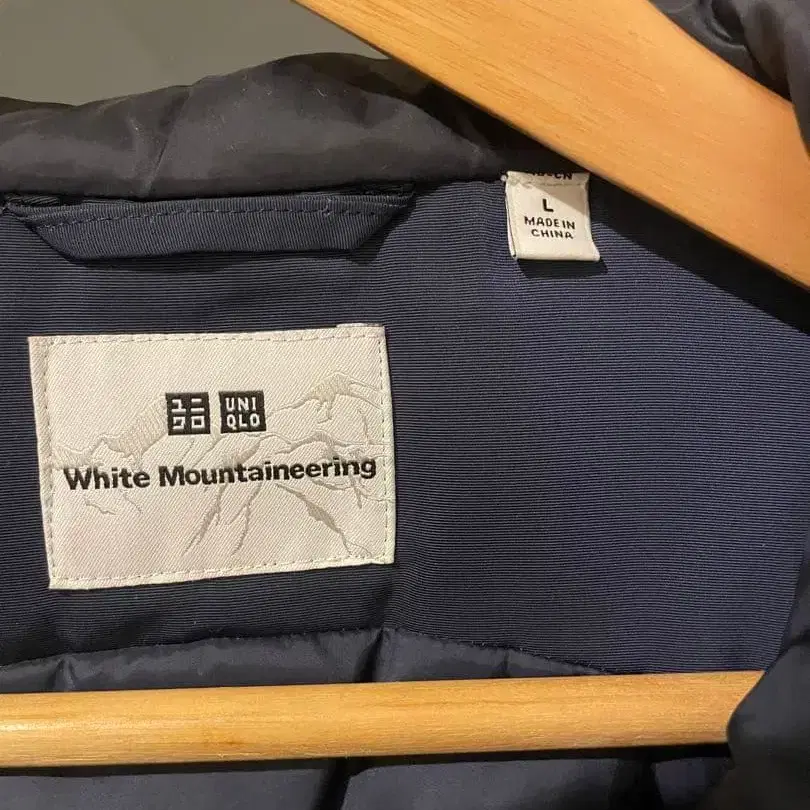 L
MADE IN
CHINA
ユニ
クロ
UNI
QLO
White Mountaineering